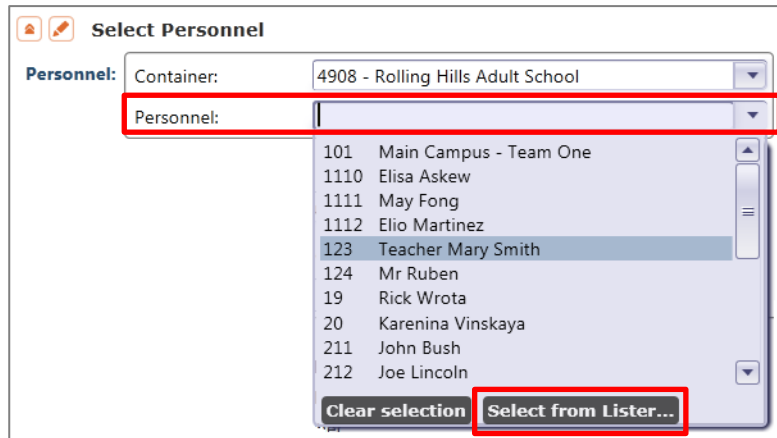 Select Personnel
Personnel: Container: 4908 - Rolling Hills Adult School
Personnel:
101 Main Campus - Team One
1110 Elisa Askew
1111 May Fong
1112 Elio Martinez
123 Teacher Mary Smith
124 Mr Ruben
19 Rick Wrota
20 Karenina Vinskaya
211 John Bush
212 Joe Lincoln
Clear selection Select from Lister...